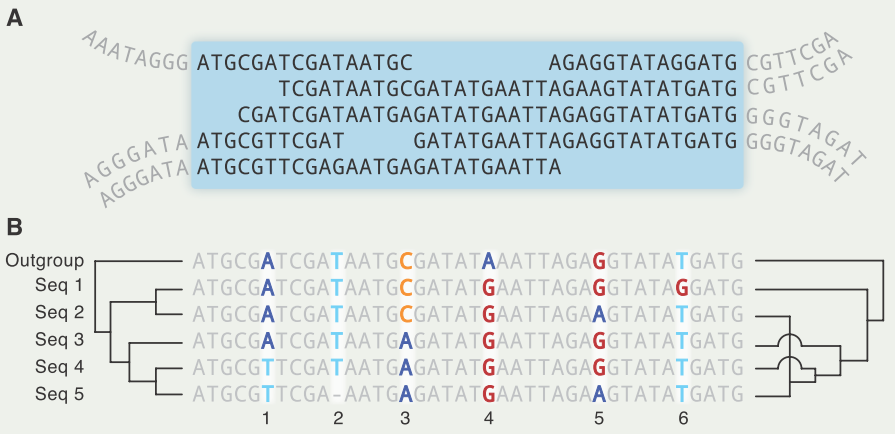 A
AAATAGGG ATGCGATCGATAATGC AGAGGTATAGGATG CGTTCGA
TCGATAATGCGATATGAATTAGAAGTATATGATG CGTTCGA
CGATCGATAATGAGATATGAATTAGAGGTATATGATG GGGTAGAT
AGGGATA ATGCGTTCGAT GATATGAATTAGAGGTATATGATG GGGTAGAT
AGGGATA ATGCGTTCGAGAATGAGATATGAATTA
B
Outgroup ATGCGATCGATAATGCGATATAAATTAGAGGTATATGATG
Seq 1 ATGCGATCGATAATGCGATATGAATTAGAGGTATAGGATG
Seq 2 ATGCGATCGATAATGCGATATGAATTAGAAGTATATGATG
Seq 3 ATGCGATCGATAATGAGATATGAATTAGAGGTATATGATG
Seq 4 ATGCGTTCGATAATGAGATATGAATTAGAGGTATATGATG
Seq 5 ATGCGTTCGA-AATGAGATATGAATTAGAAGTATATGATG
1 2 3 4 5 6